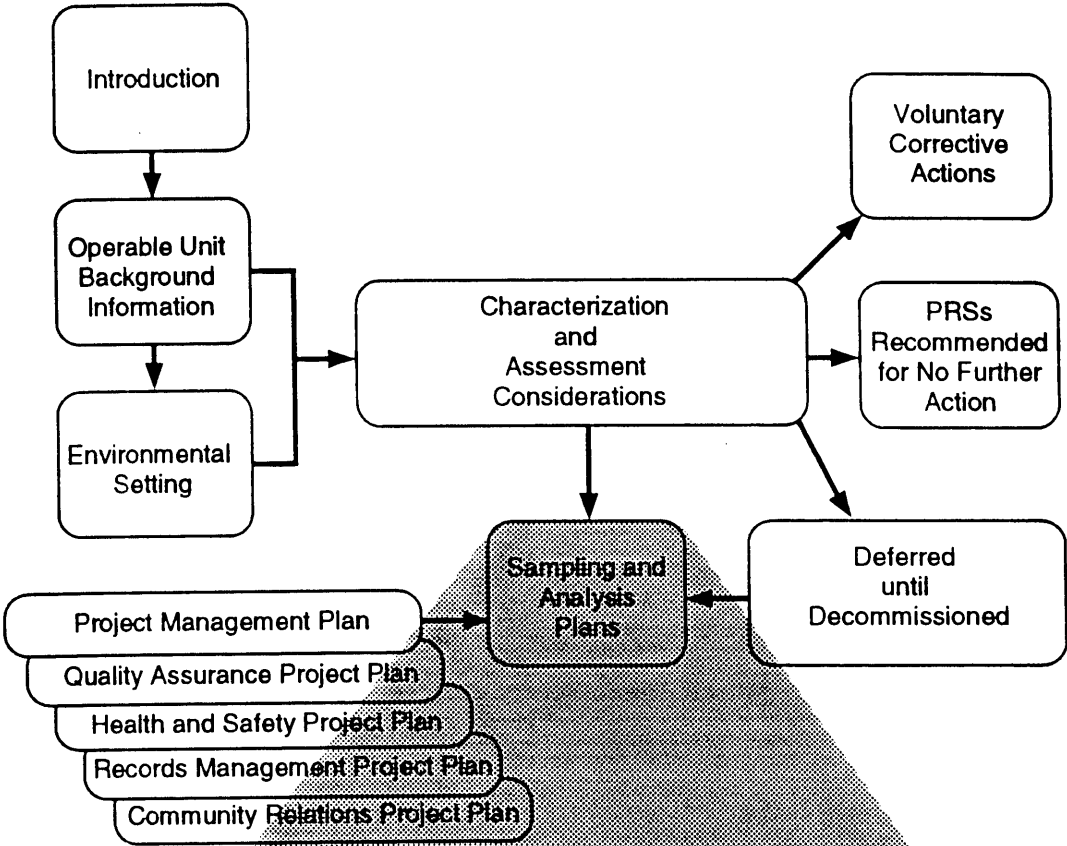 Introduction
Operable Unit
Background
Information
Environmental
Setting
Characterization
and
Assessment
Considerations
Voluntary
Corrective
Actions
PRSs
Recommended
for No Further
Action
Deferred
until
Decommissioned
Sampling and
Analysis
Plans
Project Management Plan
Quality Assurance Project Plan
Health and Safety Project Plan
Records Management Project Plan
Community Relations Project Plan